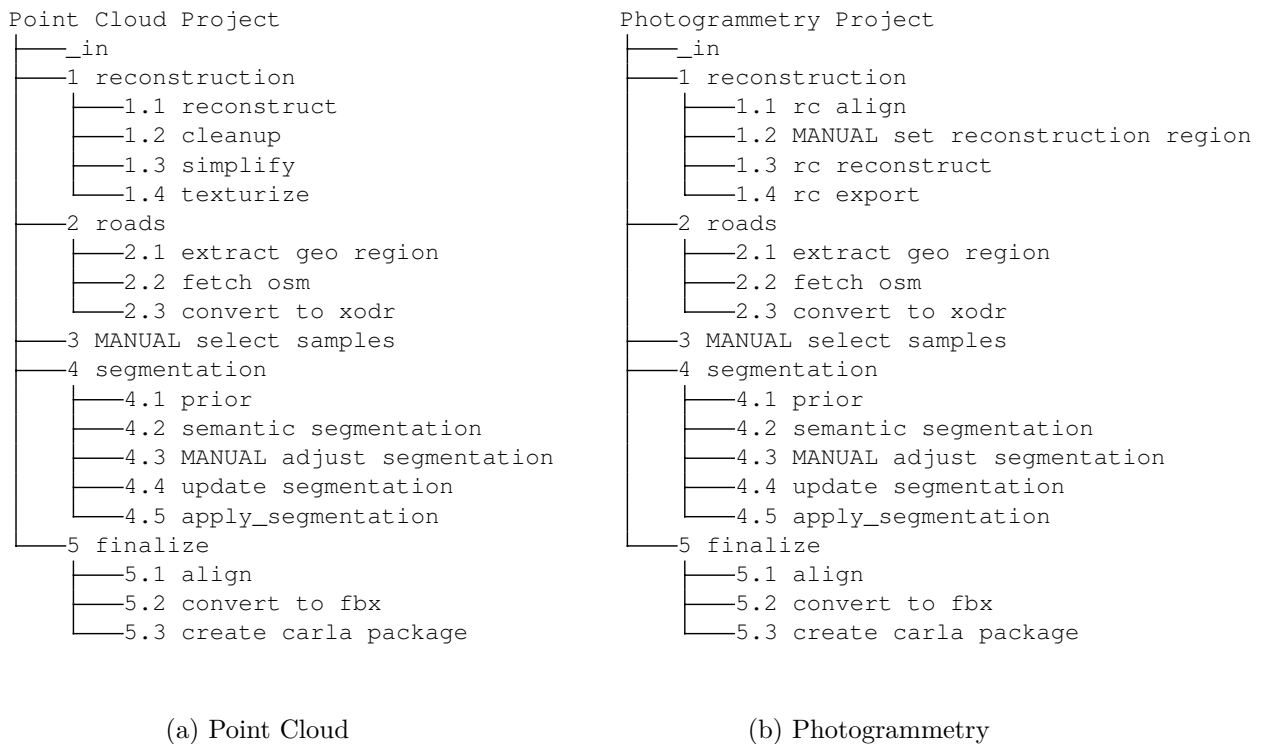 Point Cloud Project
_in
1 reconstruction
1.1 reconstruct
1.2 cleanup
1.3 simplify
1.4 texturize
2 roads
2.1 extract geo region
2.2 fetch osm
2.3 convert to xodr
3 MANUAL select samples
4 segmentation
4.1 prior
4.2 semantic segmentation
4.3 MANUAL adjust segmentation
4.4 update segmentation
4.5 apply_segmentation
5 finalize
5.1 align
5.2 convert to fbx
5.3 create carla package
(a) Point Cloud
Photogrammetry Project
_in
1 reconstruction
1.1 rc align
1.2 MANUAL set reconstruction region
1.3 rc reconstruct
1.4 rc export
2 roads
2.1 extract geo region
2.2 fetch osm
2.3 convert to xodr
3 MANUAL select samples
4 segmentation
4.1 prior
4.2 semantic segmentation
4.3 MANUAL adjust segmentation
4.4 update segmentation
4.5 apply_segmentation
5 finalize
5.1 align
5.2 convert to fbx
5.3 create carla package
(b) Photogrammetry